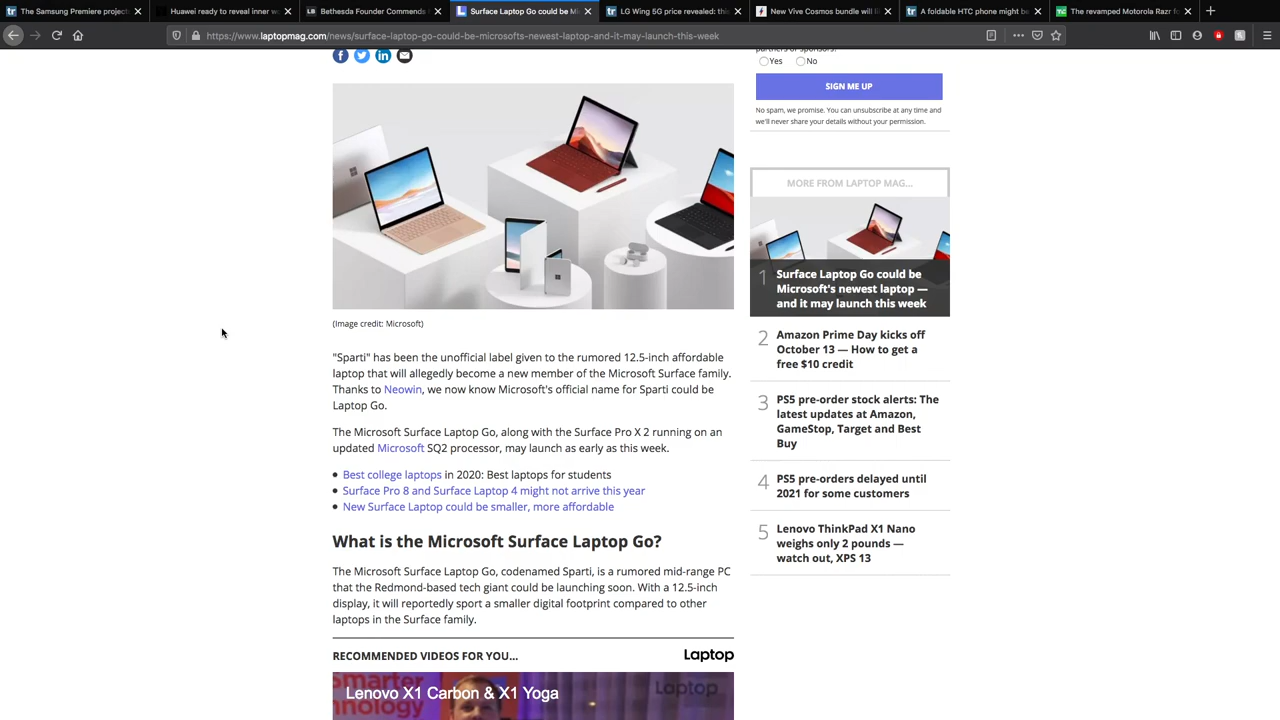 The Samsung Premiere project
Huawei ready to reveal inner wo
Bethesda Founder Commends
Surface Laptop Go could be Mi
LG Wing 5G price revealed: this
New Vive Cosmos bundle will l
A foldable HTC phone might be
The revamped Motorola Razr for
https://www.laptopmag.com/news/surface-laptop-go-could-be-microsofts-newest-laptop-and-it-may-launch-this-week
Yes No
SIGN ME UP
No spam, we promise. You can unsubscribe at any time and
we'll never share your details without your permission.
(Image credit: Microsoft)
"Sparti" has been the unofficial label given to the rumored 12.5-inch affordable
laptop that will allegedly become a new member of the Microsoft Surface family.
Thanks to Neowin, we now know Microsoft's official name for Sparti could be
Laptop Go.
The Microsoft Surface Laptop Go, along with the Surface Pro X 2 running on an
updated Microsoft SQ2 processor, may launch as early as this week.
Best college laptops in 2020: Best laptops for students
Surface Pro 8 and Surface Laptop 4 might not arrive this year
New Surface Laptop could be smaller, more affordable
What is the Microsoft Surface Laptop Go?
The Microsoft Surface Laptop Go, codenamed Sparti, is a rumored mid-range PC
that the Redmond-based tech giant could be launching soon. With a 12.5-inch
display, it will reportedly sport a smaller digital footprint compared to other
laptops in the Surface family.
RECOMMENDED VIDEOS FOR YOU...
Laptop
Lenovo X1 Carbon & X1 Yoga
Laptop
MORE FROM LAPTOP MAG...
1 Surface Laptop Go could be
Microsoft's newest laptop —
and it may launch this week
2 Amazon Prime Day kicks off
October 13 — How to get a
free $10 credit
3 PS5 pre-order stock alerts: The
latest updates at Amazon,
GameStop, Target and Best
Buy
4 PS5 pre-orders delayed until
2021 for some customers
5 Lenovo ThinkPad X1 Nano
weighs only 2 pounds —
watch out, XPS 13